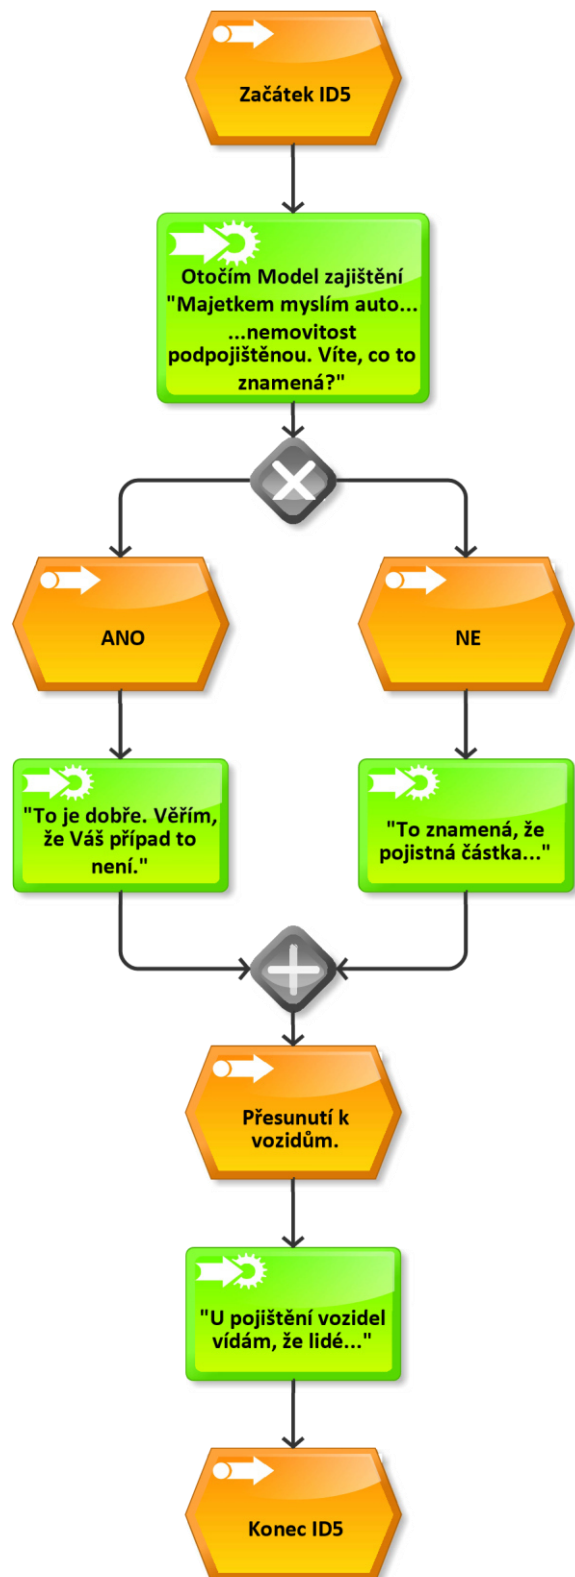 Začátek ID5
Otočím Model zajištění
"Majetkem myslím auto...
...nemovitost
podpojištěnou. Víte, co to
znamená?"
ANO
NE
"To je dobře. Věřím,
že Váš případ to
není."
"To znamená, že
pojistná částka..."
Přesunutí k
vozidům.
"U pojištění vozidel
vídám, že lidé..."
Konec ID5